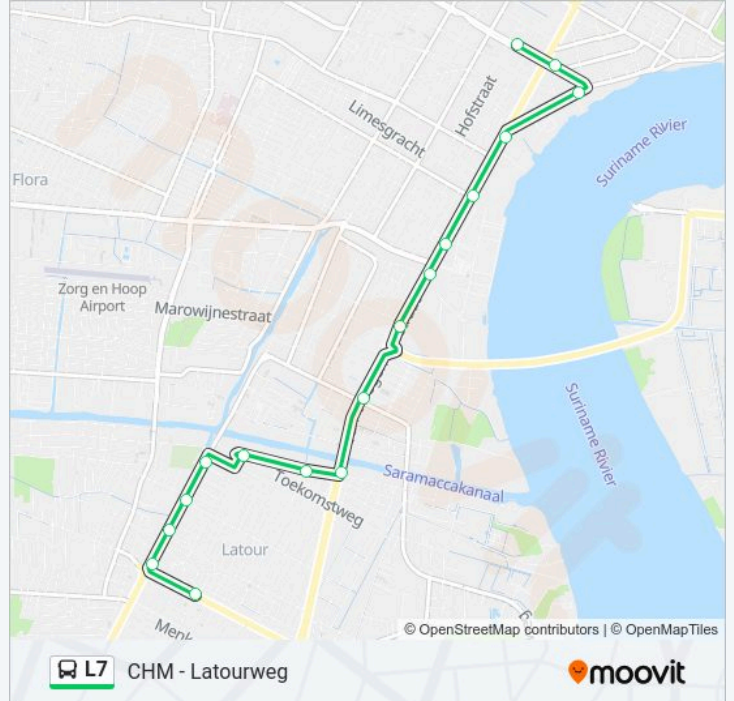 Limesgracht
Hofstraat
Suriname Rivier
Flora
Zorg en Hoop
Airport
Marowijnestraat
Suriname Rivier
Saramaccakanaal
Toekomstweg
Latour
© OpenStreetMap contributors | © OpenMapTiles
L7 CHM - Latourweg
moovit